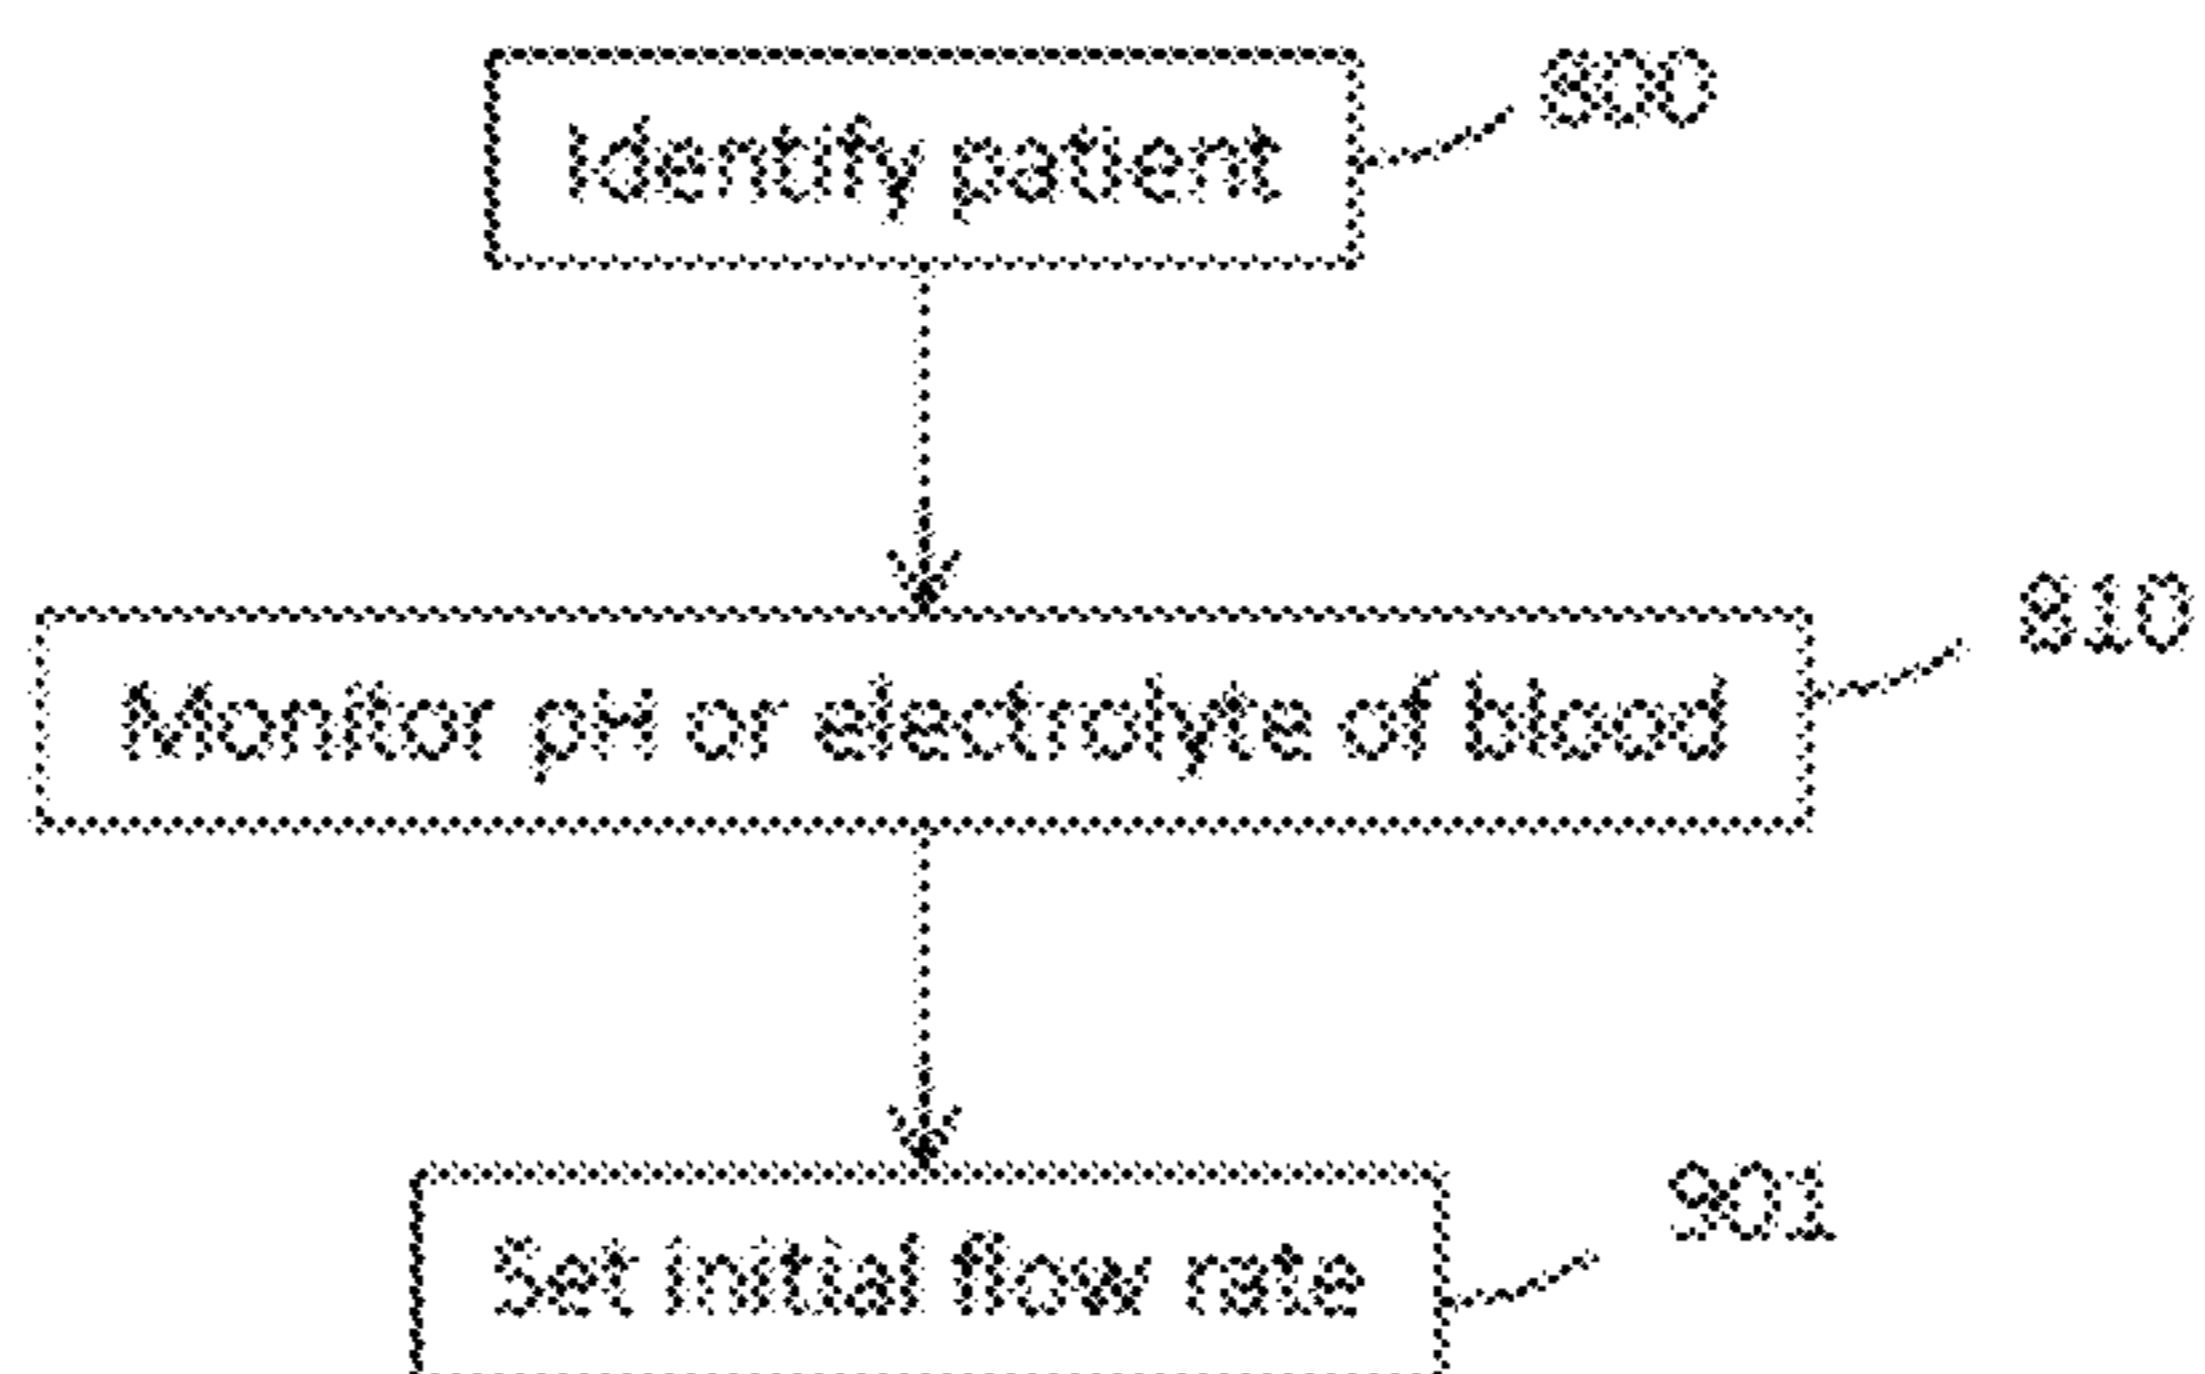 Identify patient
800
Monitor pH or electrolyte of blood
810
Set initial flow rate
901